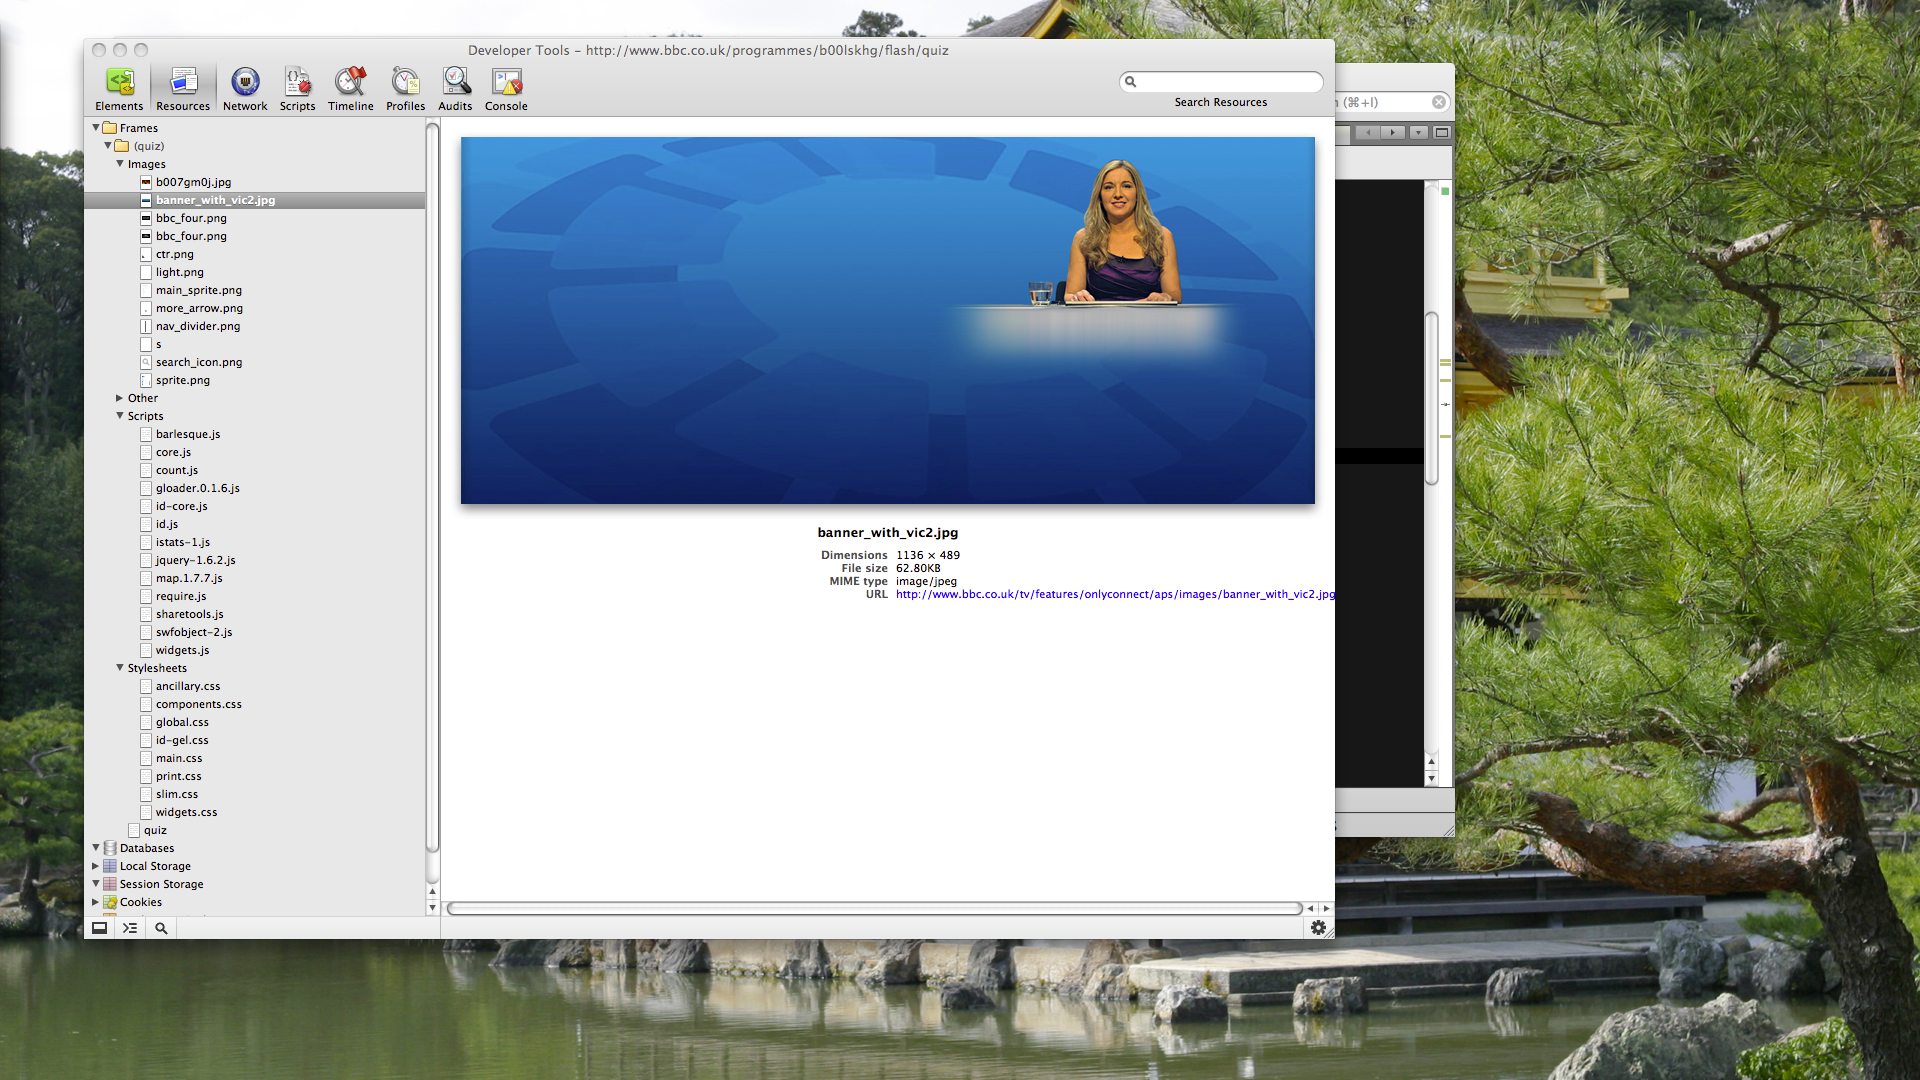 Developer Tools – http://www.bbc.co.uk/programmes/b00lskhg/flash/quiz
Elements Resources Network Scripts Timeline Profiles Audits Console
Search Resources
(⌘+I)
Frames
(quiz)
Images
b007gm0j.jpg
banner_with_vic2.jpg
bbc_four.png
bbc_four.png
ctr.png
light.png
main_sprite.png
more_arrow.png
nav_divider.png
s
search_icon.png
sprite.png
Other
Scripts
barlesque.js
core.js
count.js
gloader.0.1.6.js
id-core.js
id.js
istats-1.js
jquery-1.6.2.js
map.1.7.7.js
require.js
sharetools.js
swfobject-2.js
widgets.js
Stylesheets
ancillary.css
components.css
global.css
id-gel.css
main.css
print.css
slim.css
widgets.css
quiz
Databases
Local Storage
Session Storage
Cookies
banner_with_vic2.jpg
Dimensions 1136 × 489
File size 62.80KB
MIME type image/jpeg
URL http://www.bbc.co.uk/tv/features/onlyconnect/aps/images/banner_with_vic2.jpg